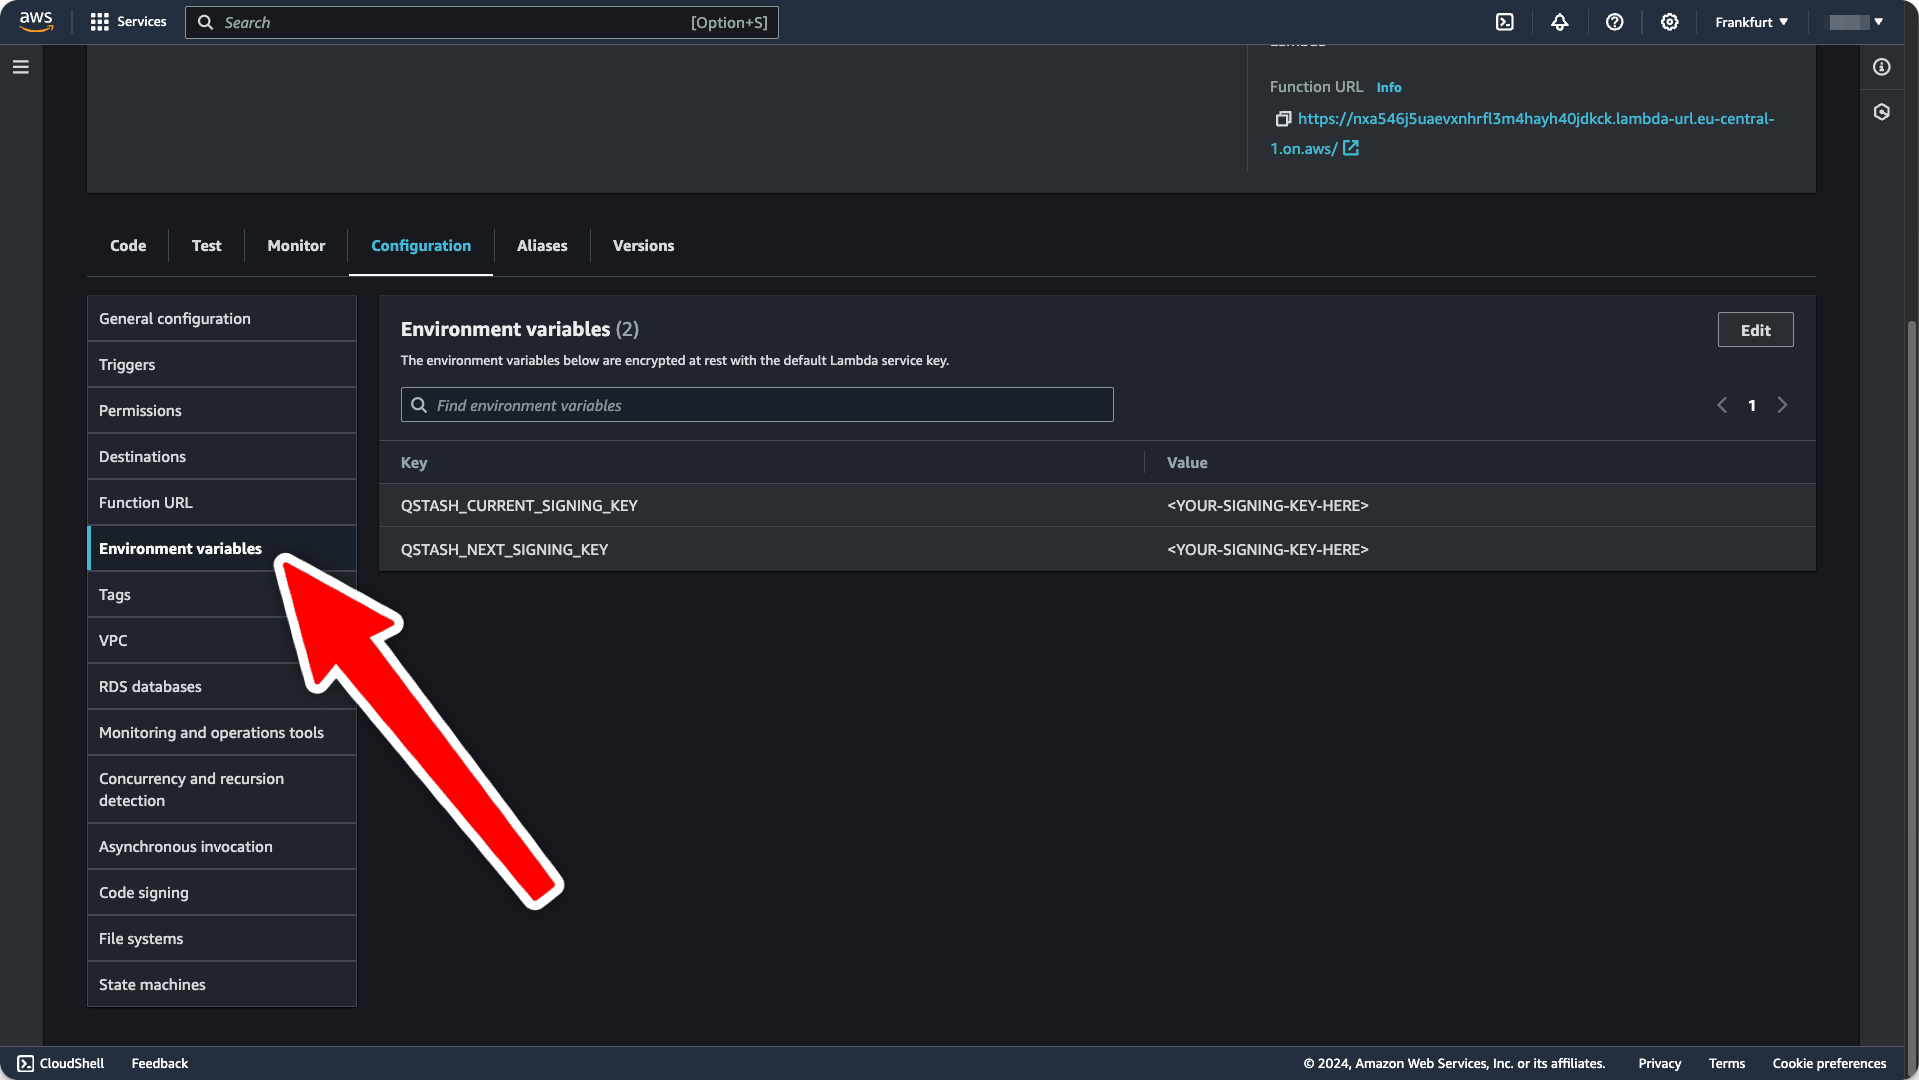 aws
Services
Search
[Option+S]
Frankfurt
Function URL Info
https://nxa546j5uaevxnhrfl3m4hayh40jdkck.lambda-url.eu-central-
1.on.aws/
Code
Test
Monitor
Configuration
Aliases
Versions
General configuration
Triggers
Permissions
Destinations
Function URL
Environment variables
Tags
VPC
RDS databases
Monitoring and operations tools
Concurrency and recursion
detection
Asynchronous invocation
Code signing
File systems
State machines
Environment variables (2)
Edit
The environment variables below are encrypted at rest with the default Lambda service key.
Find environment variables
1
Key
Value
QSTASH_CURRENT_SIGNING_KEY
<YOUR-SIGNING-KEY-HERE>
QSTASH_NEXT_SIGNING_KEY
<YOUR-SIGNING-KEY-HERE>
CloudShell
Feedback
© 2024, Amazon Web Services, Inc. or its affiliates.
Privacy
Terms
Cookie preferences